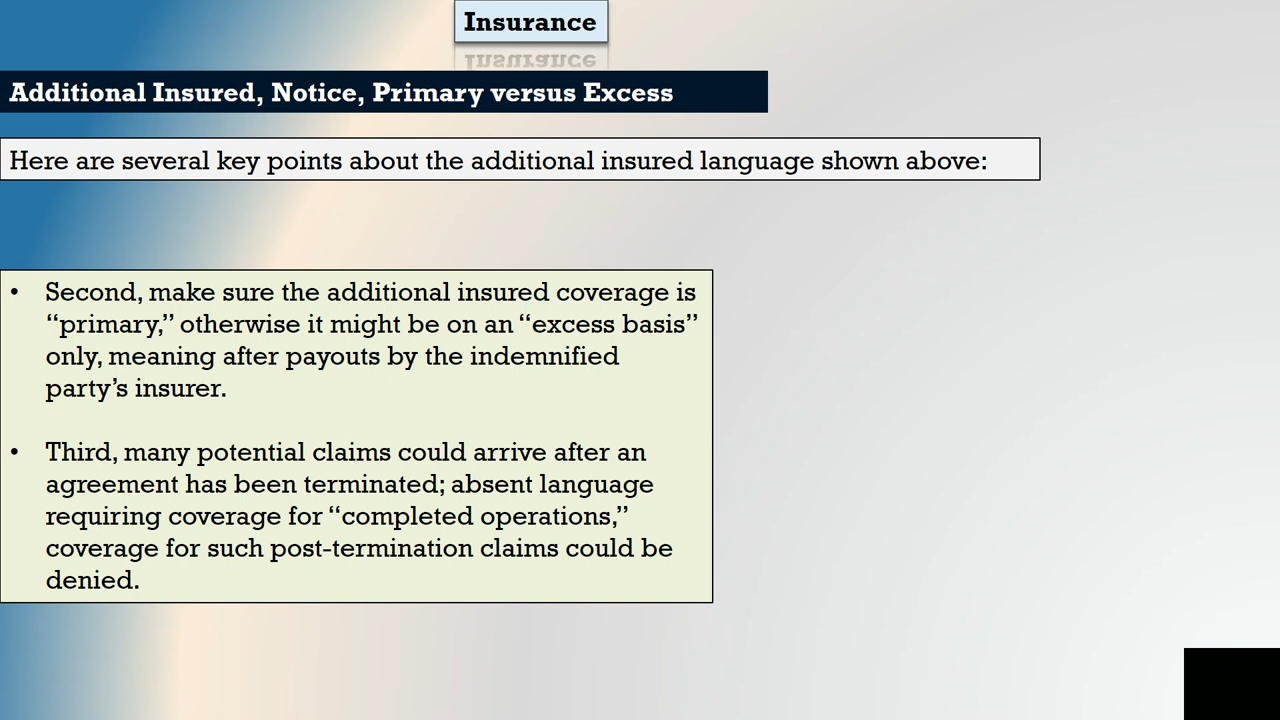 Insurance
Additional Insured, Notice, Primary versus Excess
Here are several key points about the additional insured language shown above:
• Second, make sure the additional insured coverage is
“primary,” otherwise it might be on an “excess basis”
only, meaning after payouts by the indemnified
party’s insurer.
• Third, many potential claims could arrive after an
agreement has been terminated; absent language
requiring coverage for “completed operations,”
coverage for such post-termination claims could be
denied.